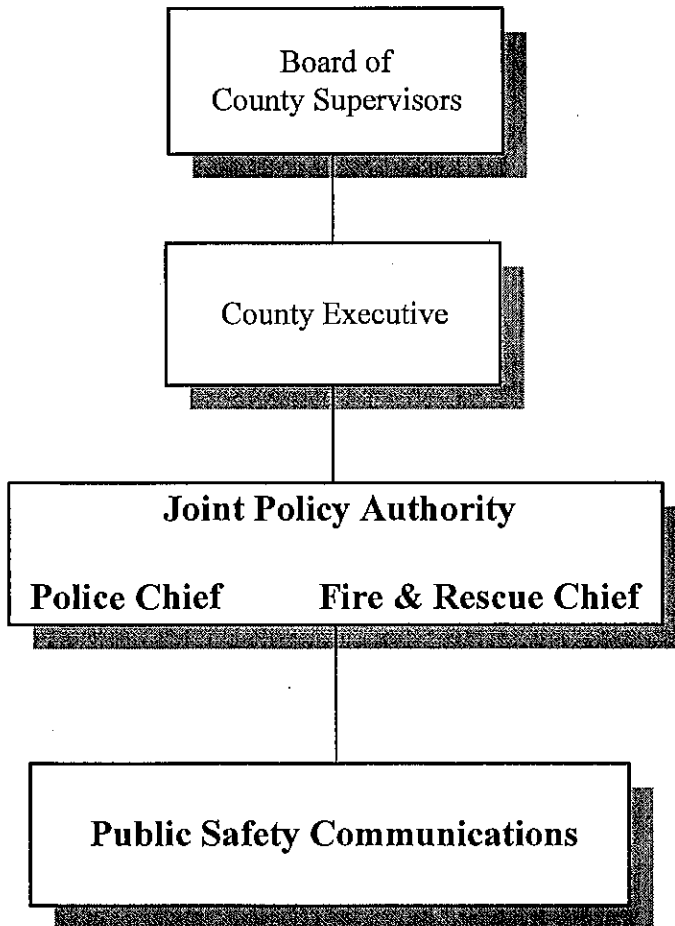 Board of
County Supervisors
County Executive
Joint Policy Authority
Police Chief Fire & Rescue Chief
Public Safety Communications